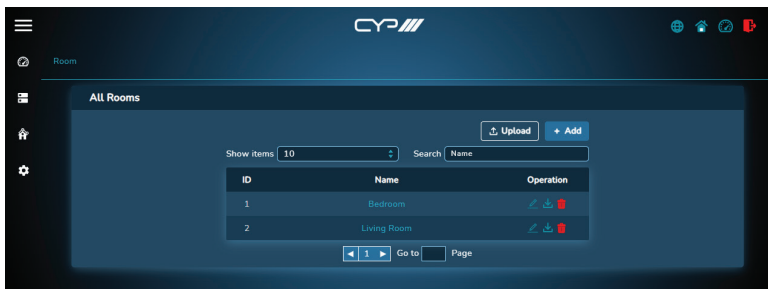 CYP
Room
All Rooms
Upload + Add
Show items 10 Search Name
ID Name Operation
1 Bedroom
2 Living Room
1 Go to Page